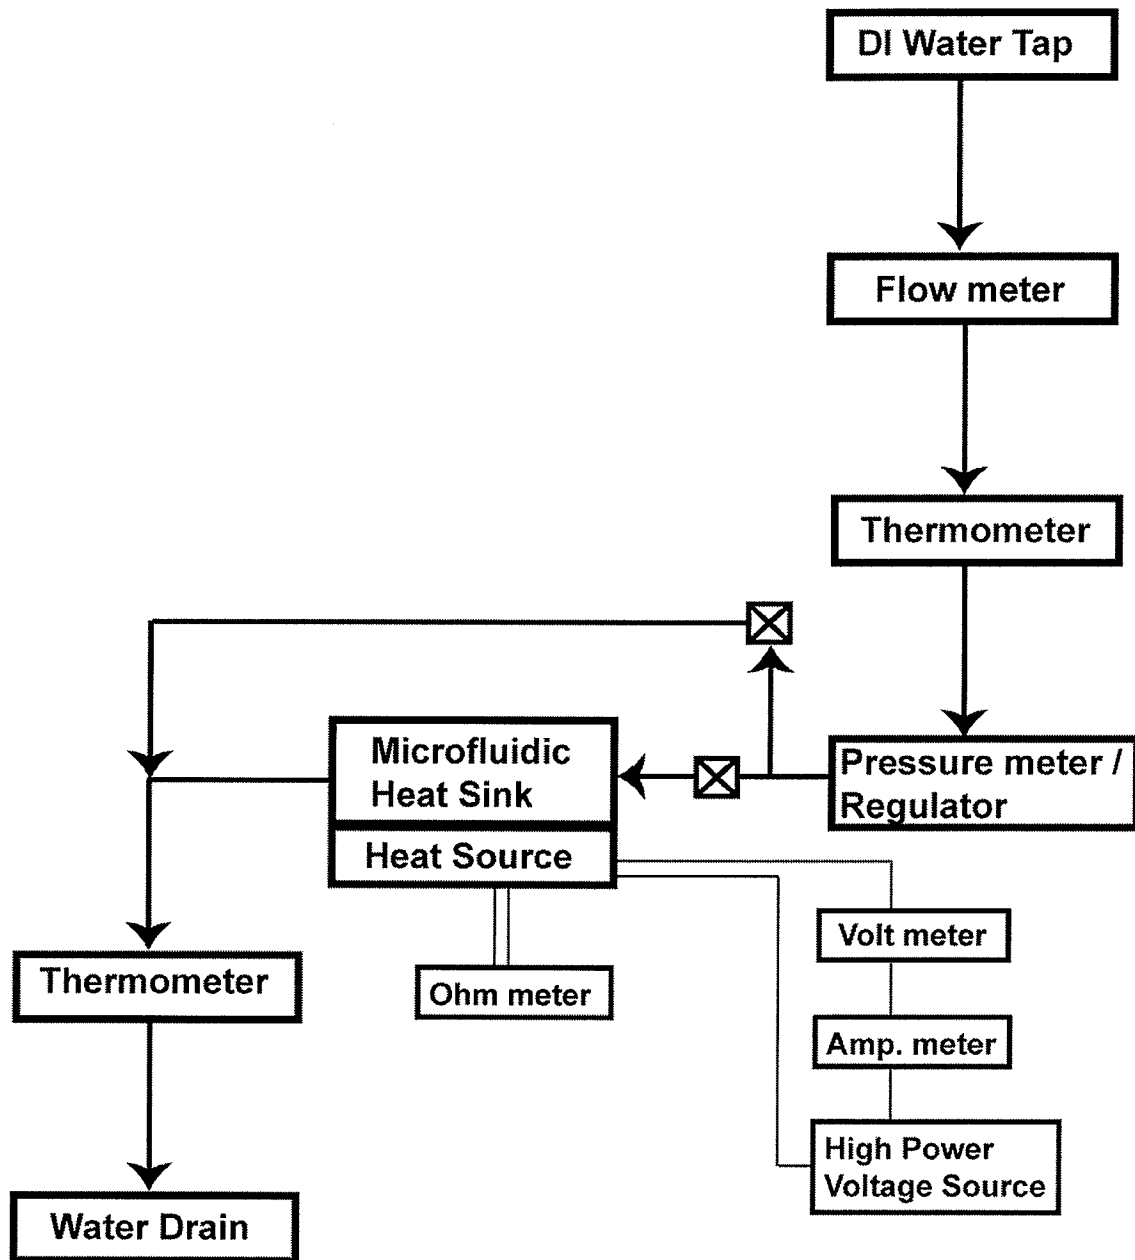 DI Water Tap
Flow meter
Thermometer
Microfluidic
Heat Sink
Pressure meter /
Regulator
Heat Source
Volt meter
Thermometer
Ohm meter
Amp. meter
High Power
Voltage Source
Water Drain